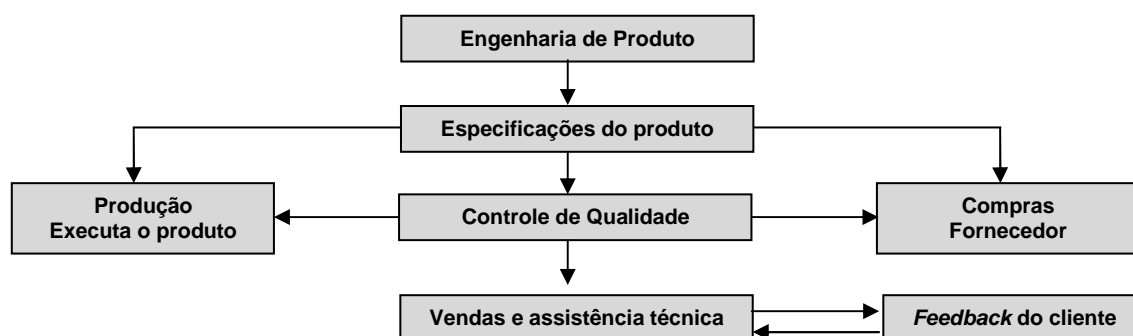 Engenharia de Produto
Especificações do produto
Produção
Executa o produto
Controle de Qualidade
Compras
Fornecedor
Vendas e assistência técnica
Feedback do cliente